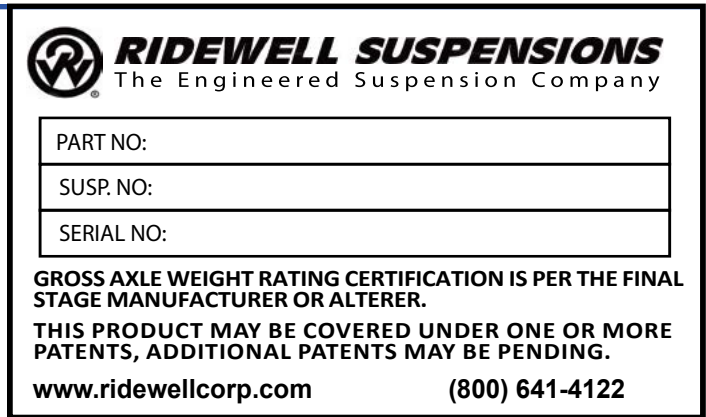 RIDEWELL SUSPENSIONS
The Engineered Suspension Company
PART NO:
SUSP. NO:
SERIAL NO:
GROSS AXLE WEIGHT RATING CERTIFICATION IS PER THE FINAL
STAGE MANUFACTURER OR ALTERER.
THIS PRODUCT MAY BE COVERED UNDER ONE OR MORE
PATENTS, ADDITIONAL PATENTS MAY BE PENDING.
www.ridewellcorp.com (800) 641-4122